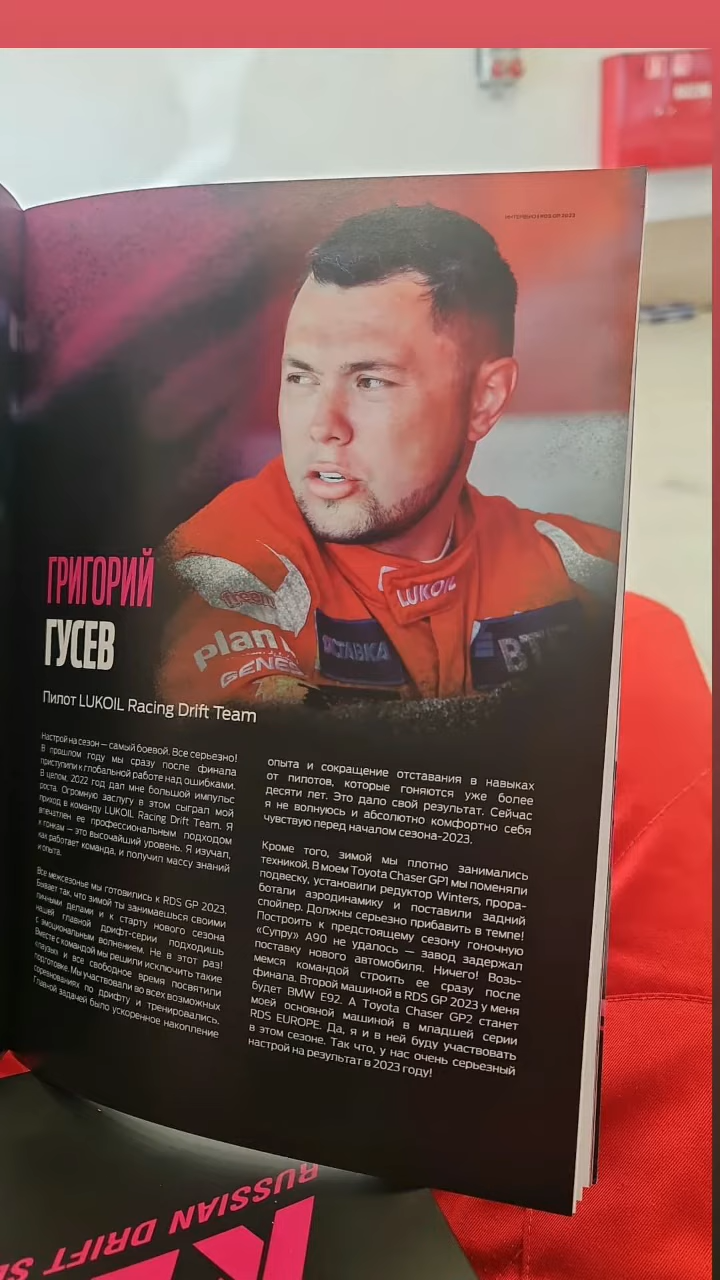 ИНТЕРВЬЮ RDS GP 2023
LUKOIL
plan
GENES
ДОСТАВКА
ГРИГОРИЙ
ГУСЕВ
Пилот LUKOIL Racing Drift Team
Настрой на сезон — самый боевой. Все серьезно!
В прошлом году мы сразу после финала
приступили к глобальной работе над ошибками.
В целом, 2022 год дал мне большой импульс
роста. Огромную заслугу в этом сыграл мой
приход в команду LUKOIL Racing Drift Team. Я
впечатлен ее профессиональным подходом
к гонкам — это высочайший уровень. Я изучал,
как работает команда, и получил массу знаний
и опыта.
Все межсезонье мы готовились к RDS GP 2023.
Бывает так, что зимой ты занимаешься своими
личными делами и к старту нового сезона
нашей главной дрифт-серии подходишь
с эмоциональным волнением. Не в этот раз!
Вместе с командой мы решили исключить такие
«паузы» и все свободное время посвятили
подготовке. Мы участвовали во всех возможных
соревнованиях по дрифту и тренировались.
Главной задачей было ускоренное накопление
опыта и сокращение отставания в навыках
от пилотов, которые гоняются уже более
десяти лет. Это дало свой результат. Сейчас
я не волнуюсь и абсолютно комфортно себя
чувствую перед началом сезона-2023.
Кроме того, зимой мы плотно занимались
техникой. В моем Toyota Chaser GP1 мы поменяли
подвеску, установили редуктор Winters, прора-
ботали аэродинамику и поставили задний
спойлер. Должны серьезно прибавить в темпе!
Построить к предстоящему сезону гоночную
«Супру» A90 не удалось — завод задержал
поставку нового автомобиля. Ничего! Возь-
мемся командой строить ее сразу после
финала. Второй машиной в RDS GP 2023 у меня
будет BMW E92. А Toyota Chaser GP2 станет
моей основной машиной в младшей серии
RDS EUROPE. Да, я и в ней буду участвовать
в этом сезоне. Так что, у нас очень серьезный
настрой на результат в 2023 году!
RUSSIAN DRIFT SE